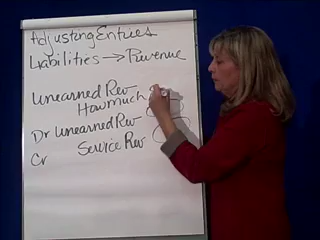 Adjusting Entries
Liabilities → Revenue
Unearned Rev
How much
Dr Unearned Rev
Cr Service Rev